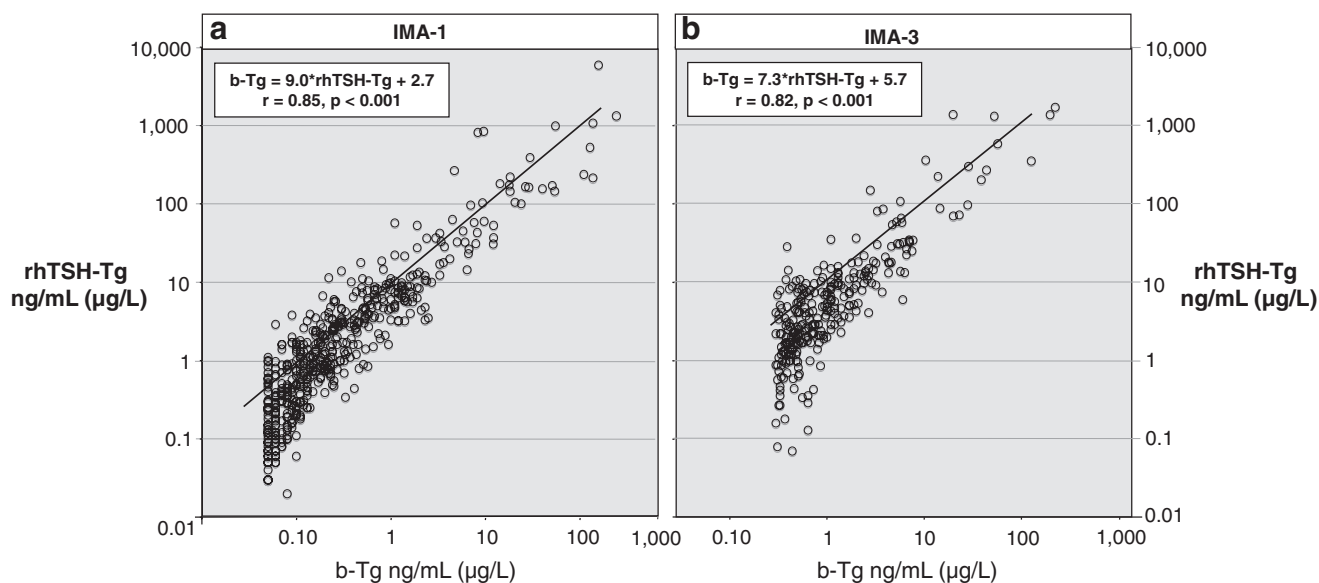 a IMA-1
b IMA-3
10,000
1,000
100
10
1
0.1
0.01
rhTSH-Tg
ng/mL (µg/L)
b-Tg = 9.0*rhTSH-Tg + 2.7
r = 0.85, p < 0.001
0.10 1 10 100 1,000
b-Tg ng/mL (µg/L)
b-Tg = 7.3*rhTSH-Tg + 5.7
r = 0.82, p < 0.001
0.10 1 10 100 1,000
b-Tg ng/mL (µg/L)
10,000
1,000
100
10
1
0.1
0.01
rhTSH-Tg
ng/mL (µg/L)